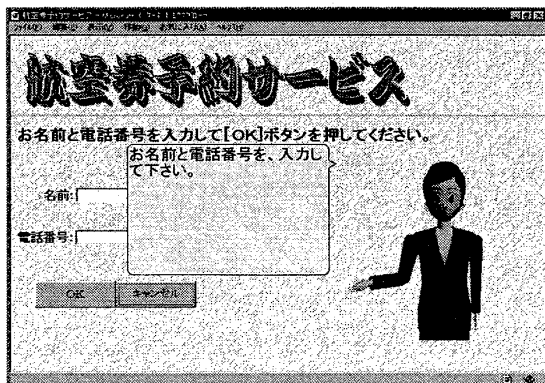 航空券予約サービス
お名前と電話番号を入力して[OK]ボタンを押してください。
お名前と電話番号を、入力し
て下さい。
名前:
電話番号:
OK
キャンセル